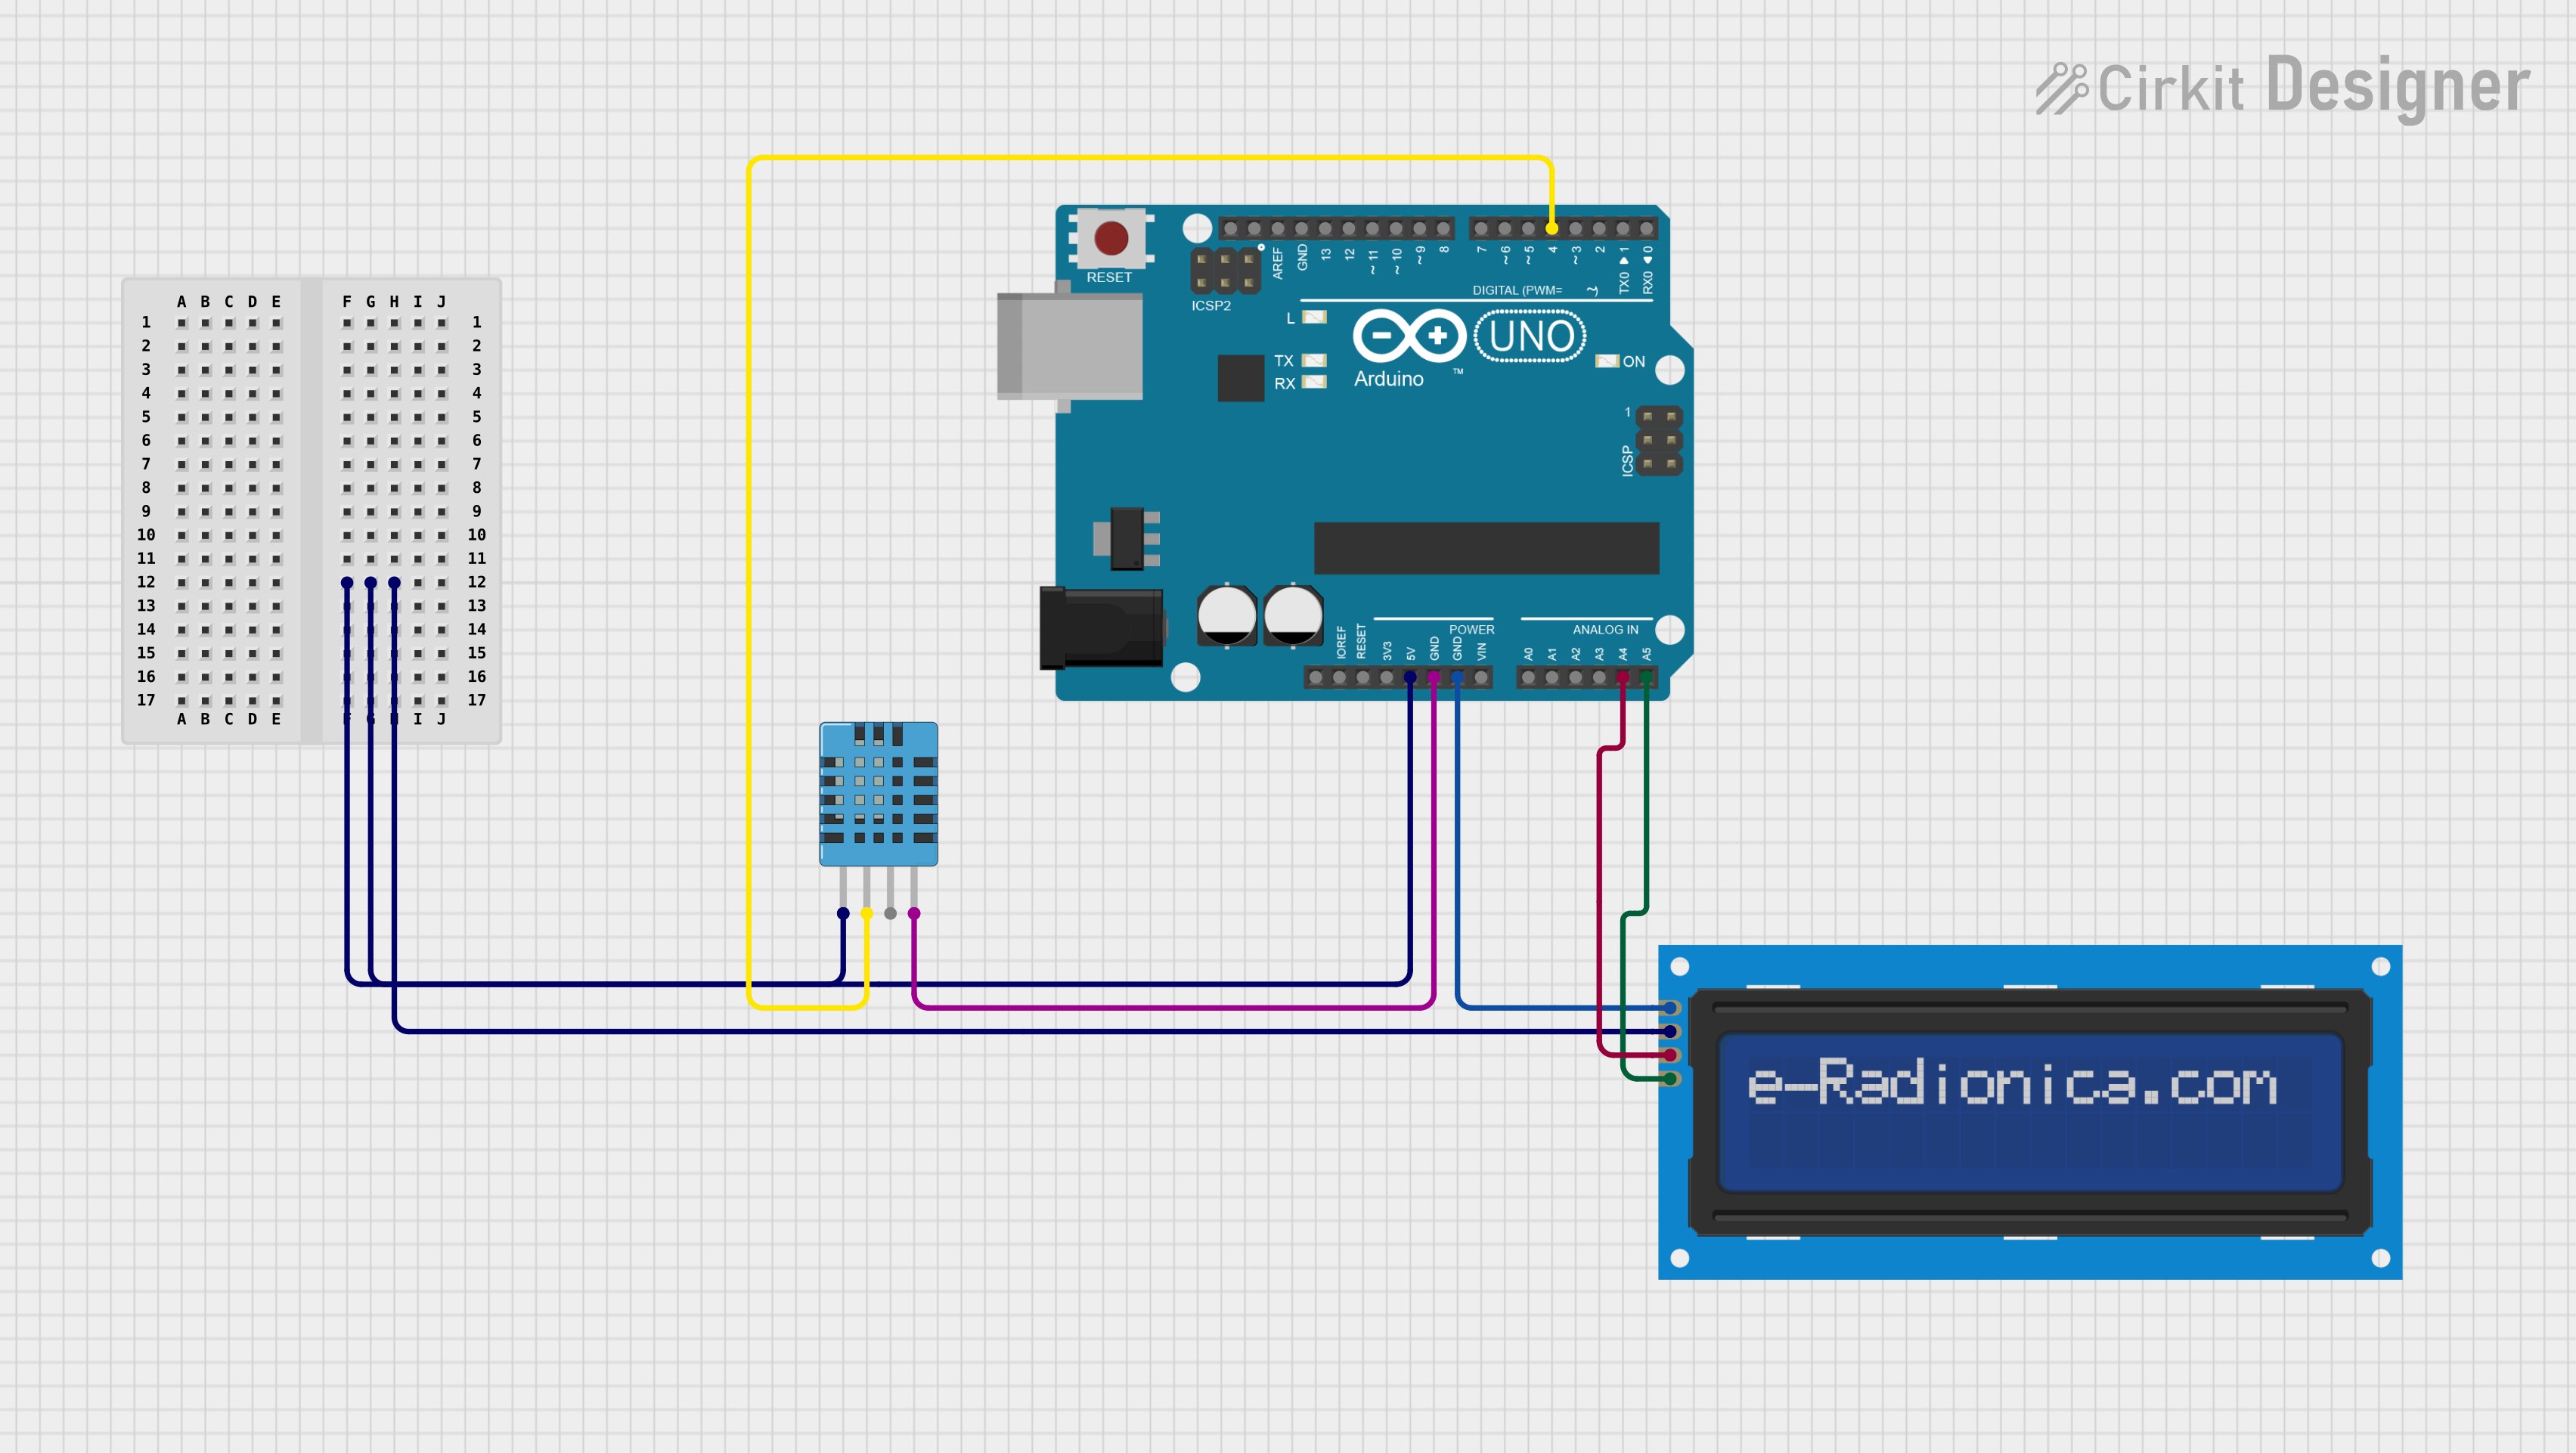 Cirkit Designer
A B C D E F G H I J
1 1
2 2
3 3
4 4
5 5
6 6
7 7
8 8
9 9
10 10
11 11
12 12
13 13
14 14
15 15
16 16
17 17
A B C D E F G H I J
RESET
ICSP2
AREF
GND
13
12
~ 11
~ 10
~ 9
8
7
~ 6
~ 5
4
~ 3
2
TX0 ▶ 1
RX0 ◀ 0
DIGITAL (PWM= ~)
L
TX
RX
UNO
Arduino ™
ON
1
ICSP
POWER
ANALOG IN
IOREF
RESET
3V3
5V
GND
GND
VIN
A0
A1
A2
A3
A4
A5
e-Radionica.com